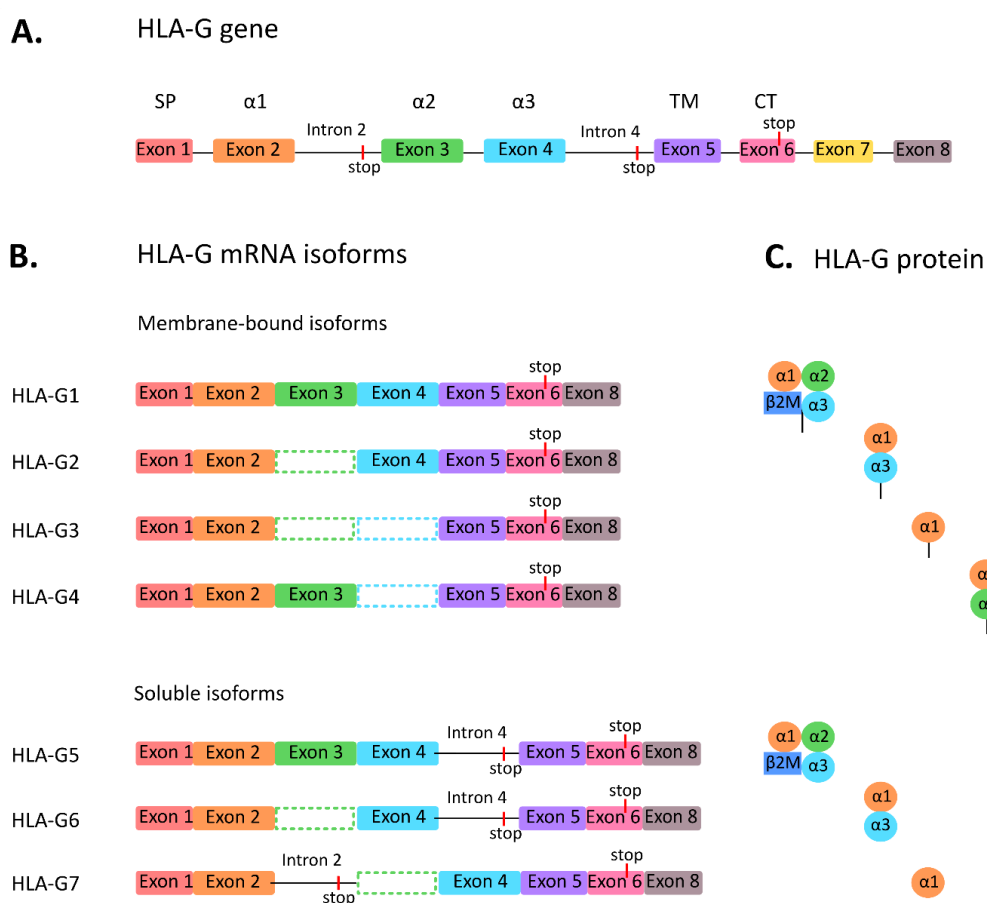 A. HLA-G gene
SP α1 α2 α3 TM CT
Intron 2 Intron 4 stop
Exon 1 Exon 2 Exon 3 Exon 4 Exon 5 Exon 6 Exon 7 Exon 8
stop stop
B. HLA-G mRNA isoforms
C. HLA-G protein
Membrane-bound isoforms
stop
HLA-G1 Exon 1 Exon 2 Exon 3 Exon 4 Exon 5 Exon 6 Exon 8
α1 α2
β2M α3
stop
HLA-G2 Exon 1 Exon 2 Exon 4 Exon 5 Exon 6 Exon 8
α1
α3
stop
HLA-G3 Exon 1 Exon 2 Exon 5 Exon 6 Exon 8
α1
stop
HLA-G4 Exon 1 Exon 2 Exon 3 Exon 5 Exon 6 Exon 8
Soluble isoforms
Intron 4 stop
HLA-G5 Exon 1 Exon 2 Exon 3 Exon 4 Exon 5 Exon 6 Exon 8
stop
α1 α2
β2M α3
Intron 4 stop
HLA-G6 Exon 1 Exon 2 Exon 4 Exon 5 Exon 6 Exon 8
stop
α1
α3
Intron 2 stop
HLA-G7 Exon 1 Exon 2 Exon 4 Exon 5 Exon 6 Exon 8
stop
α1